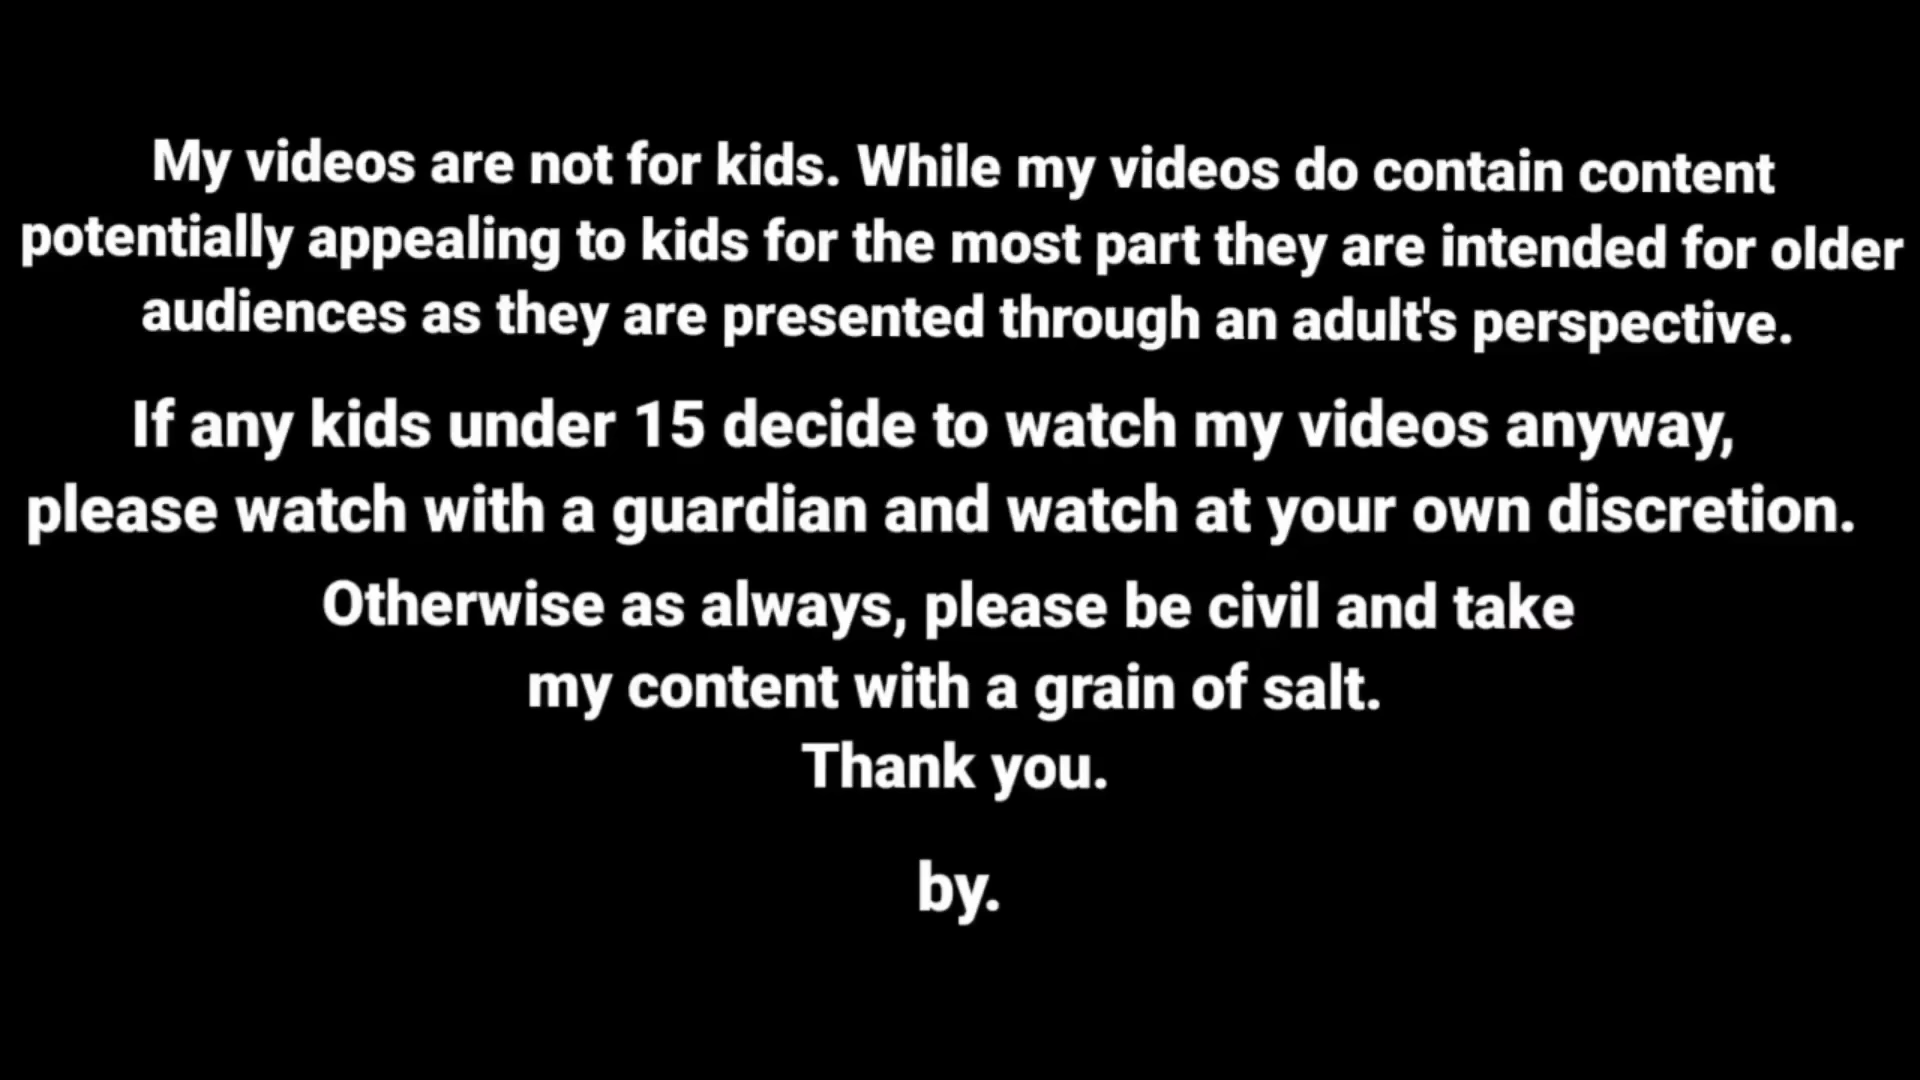 My videos are not for kids. While my videos do contain content
potentially appealing to kids for the most part they are intended for older
audiences as they are presented through an adult's perspective.
If any kids under 15 decide to watch my videos anyway,
please watch with a guardian and watch at your own discretion.
Otherwise as always, please be civil and take
my content with a grain of salt.
Thank you.
by.